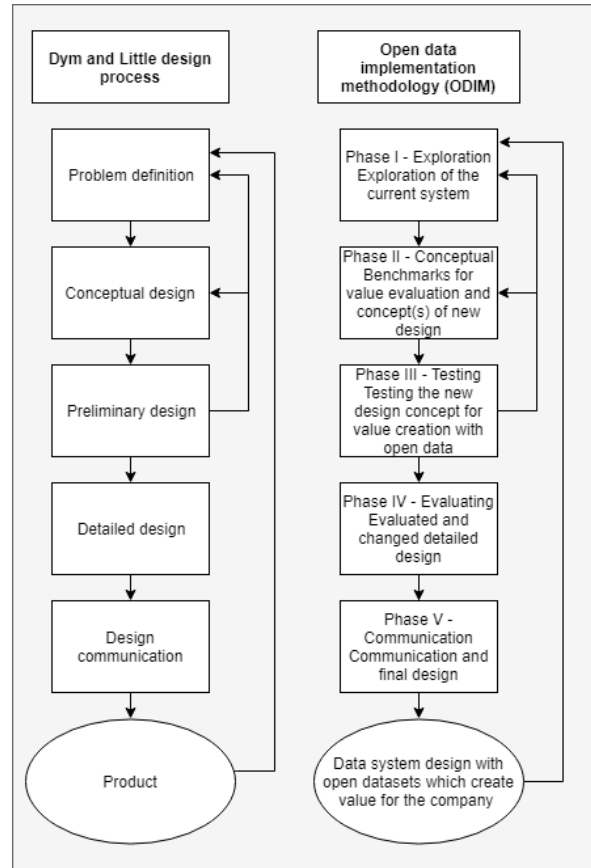 Dym and Little design
process
Problem definition
Conceptual design
Preliminary design
Detailed design
Design
communication
Product
Open data
implementation
methodology (ODIM)
Phase I - Exploration
Exploration of the
current system
Phase II - Conceptual
Benchmarks for
value evaluation and
concept(s) of new
design
Phase III - Testing
Testing the new
design concept for
value creation with
open data
Phase IV - Evaluating
Evaluated and
changed detailed
design
Phase V -
Communication
Communication and
final design
Data system design with
open datasets which create
value for the company